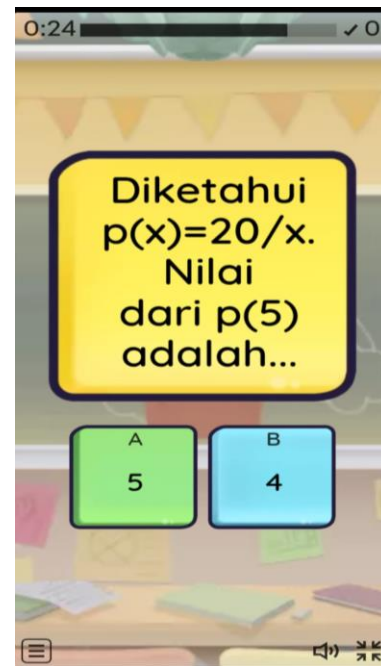 0:24 ✓ 0
Diketahui
p(x)=20/x.
Nilai
dari p(5)
adalah...
A
5
B
4